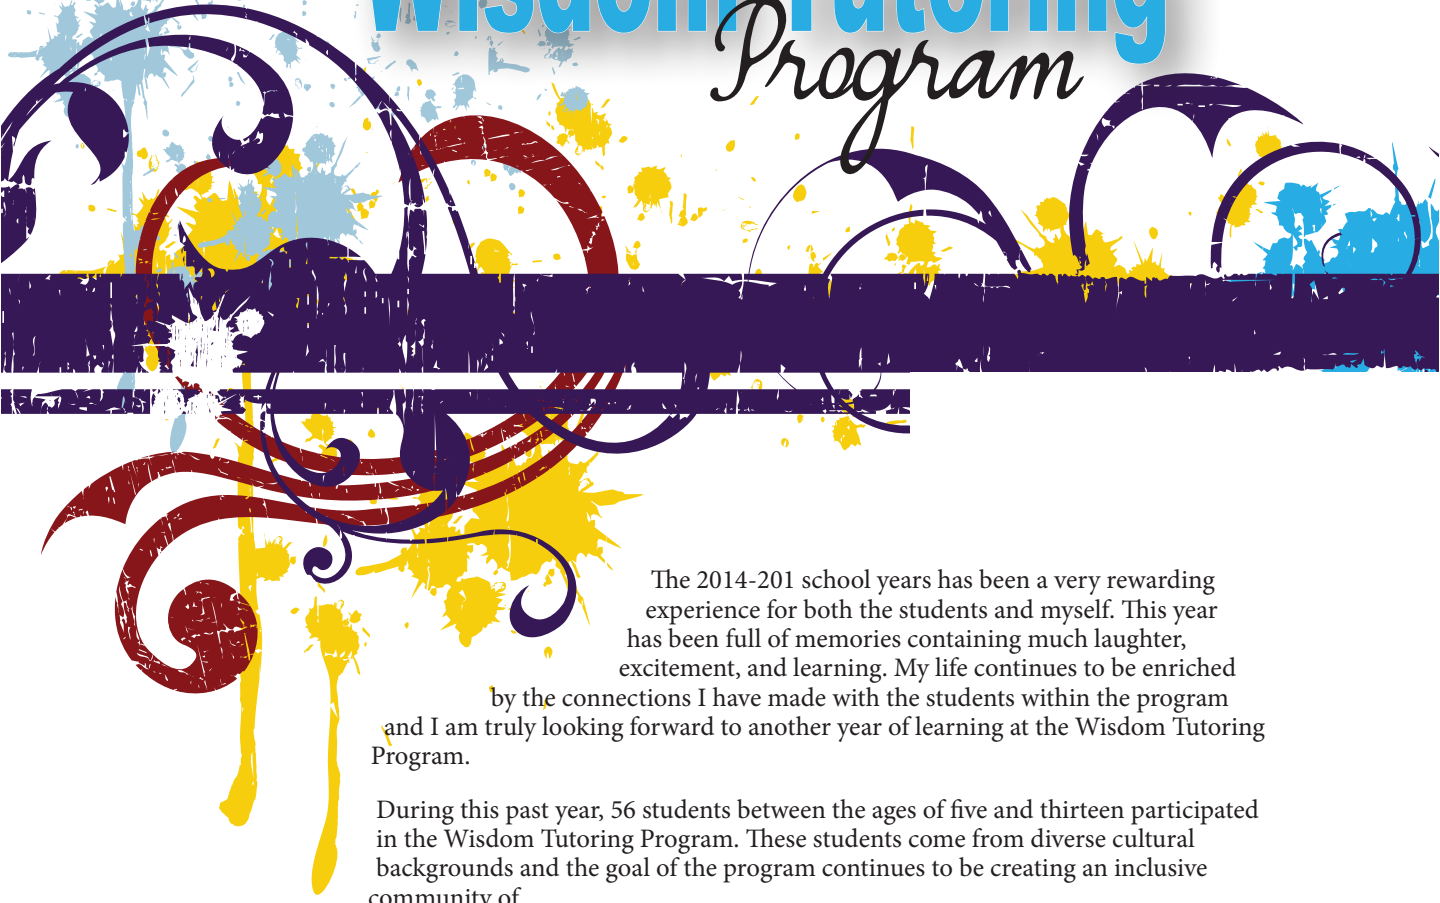 Wisdom Tutoring
Program
The 2014-201 school years has been a very rewarding
experience for both the students and myself. This year
has been full of memories containing much laughter,
excitement, and learning. My life continues to be enriched
by the connections I have made with the students within the program
and I am truly looking forward to another year of learning at the Wisdom Tutoring
Program.
During this past year, 56 students between the ages of five and thirteen participated
in the Wisdom Tutoring Program. These students come from diverse cultural
backgrounds and the goal of the program continues to be creating an inclusive
community of